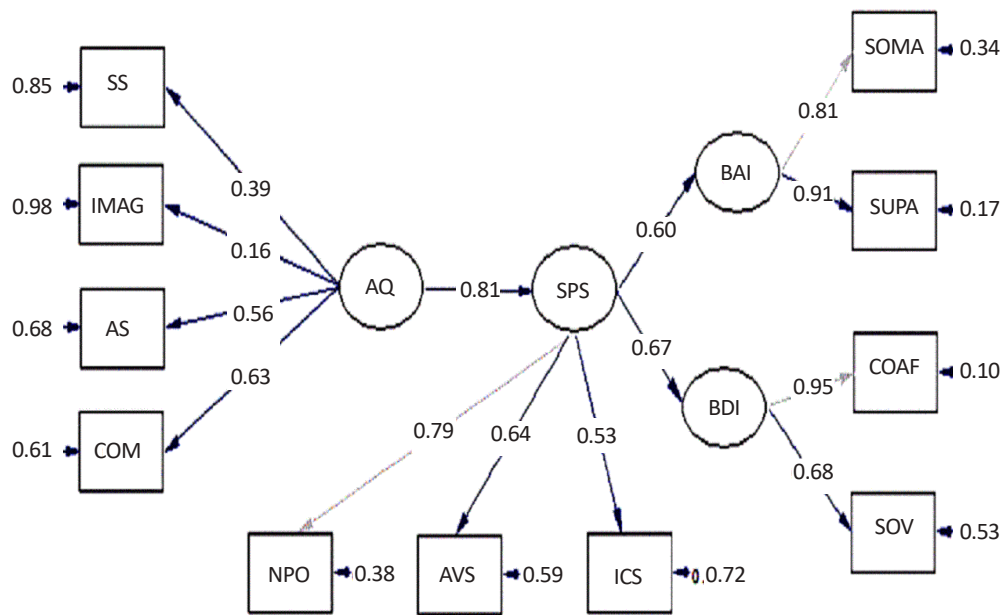 SOMA
0.34
0.85
SS
0.81
BAI
0.39
0.91
SUPA
0.17
0.98
IMAG
0.16
0.60
AQ
0.81
SPS
0.68
AS
0.56
0.67
COAF
0.10
0.63
0.95
BDI
0.61
COM
0.79
0.64
0.53
0.68
SOV
0.53
NPO
0.38
AVS
0.59
ICS
0.72